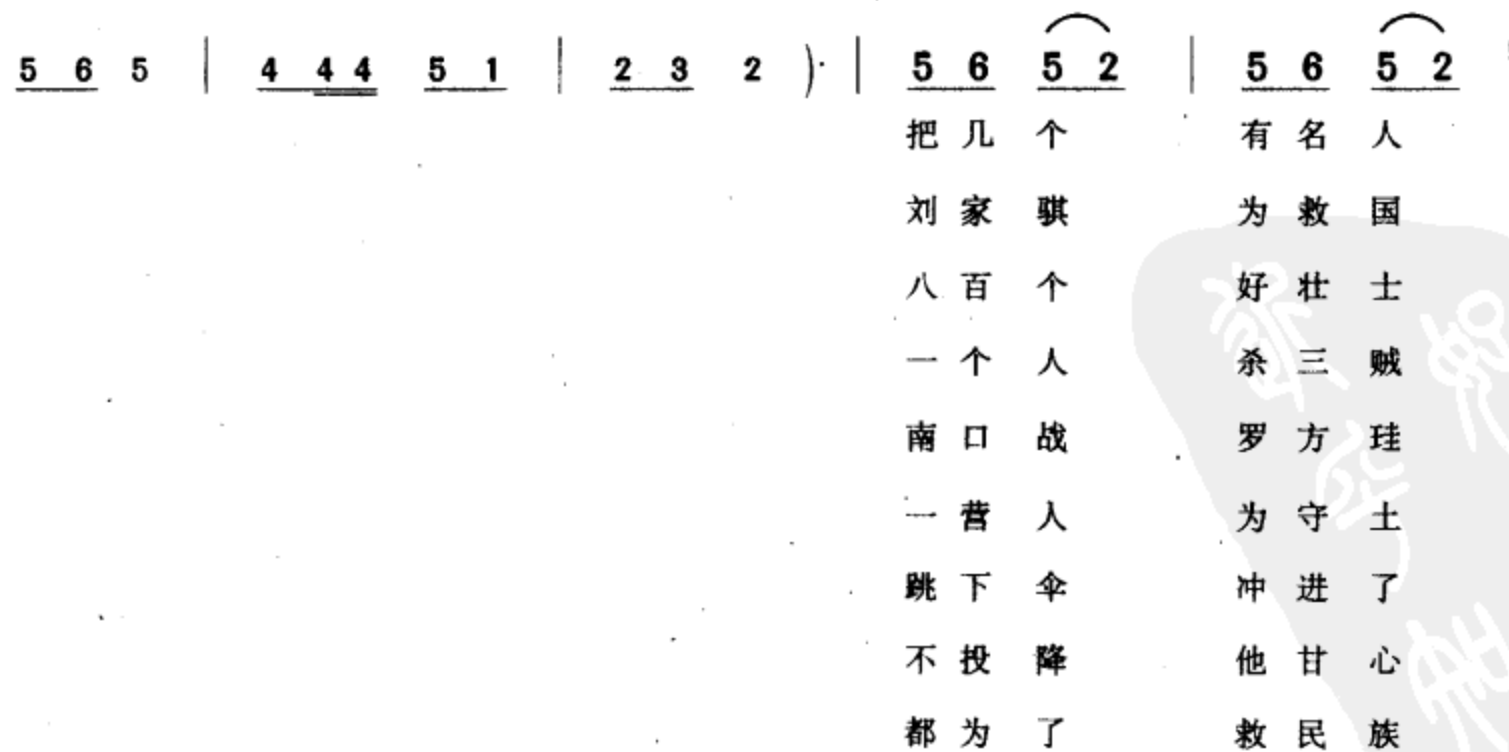 5 6 5 | 4 4 4 5 1 | 2 3 2 ) | 5 6 5 2 | 5 6 5 2
把几个 有名人
刘家骐 为救国
八百个 好壮士
一个人 杀三贼
南口战 罗方珪
一营人 为守土
跳下伞 冲进了
不投降 他甘心
都为了 救民族